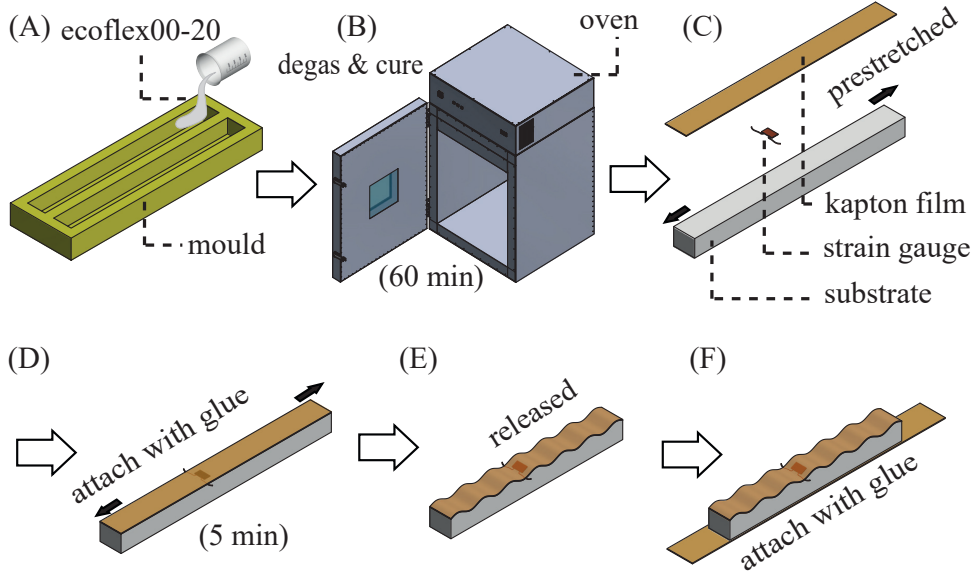 (A)
ecoflex00-20
mould
(B)
degas & cure
oven
(60 min)
(C)
prestretched
kapton film
strain gauge
substrate
(D)
attach with glue
(5 min)
(E)
released
(F)
attach with glue